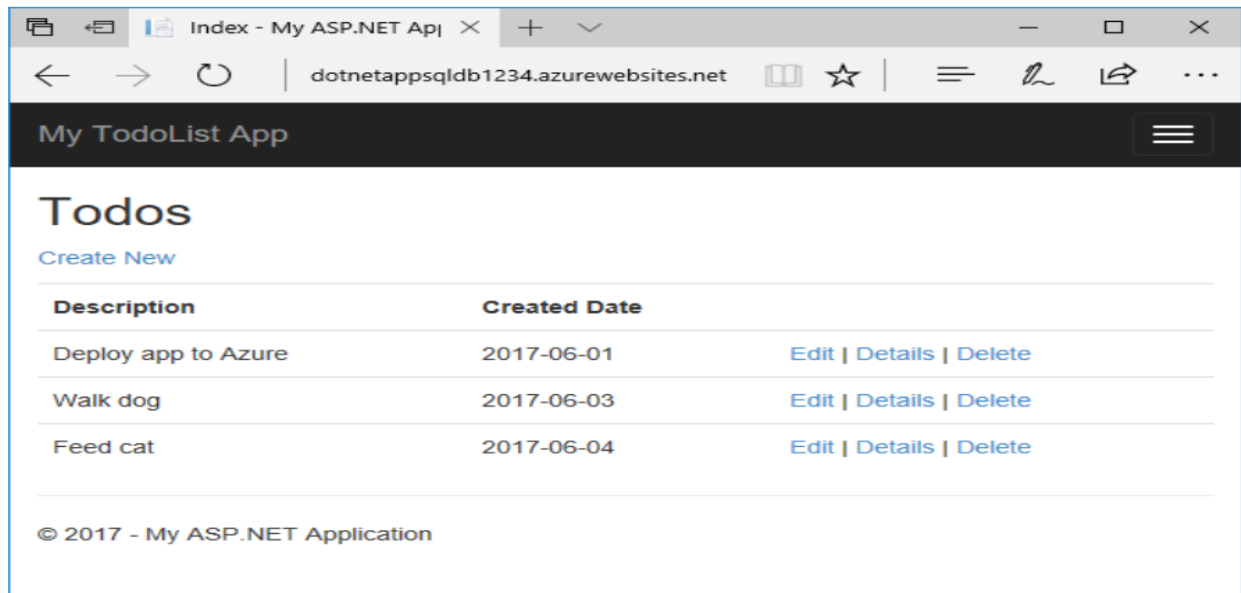 Index - My ASP.NET Ap
dotnetappsqldb1234.azurewebsites.net
My TodoList App
Todos
Create New
Description Created Date
Deploy app to Azure 2017-06-01 Edit | Details | Delete
Walk dog 2017-06-03 Edit | Details | Delete
Feed cat 2017-06-04 Edit | Details | Delete
© 2017 - My ASP.NET Application